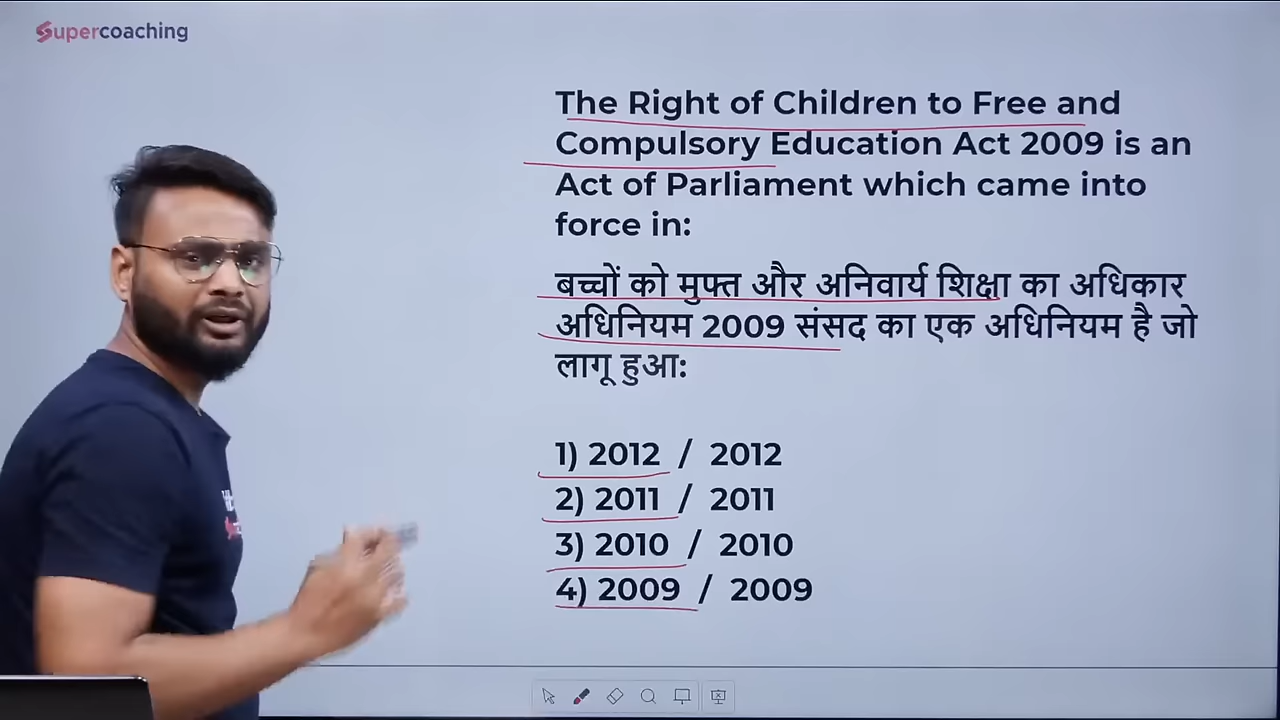 Supercoaching
The Right of Children to Free and
Compulsory Education Act 2009 is an
Act of Parliament which came into
force in:
बच्चों को मुफ्त और अनिवार्य शिक्षा का अधिकार
अधिनियम 2009 संसद का एक अधिनियम है जो
लागू हुआ:
1) 2012 / 2012
2) 2011 / 2011
3) 2010 / 2010
4) 2009 / 2009